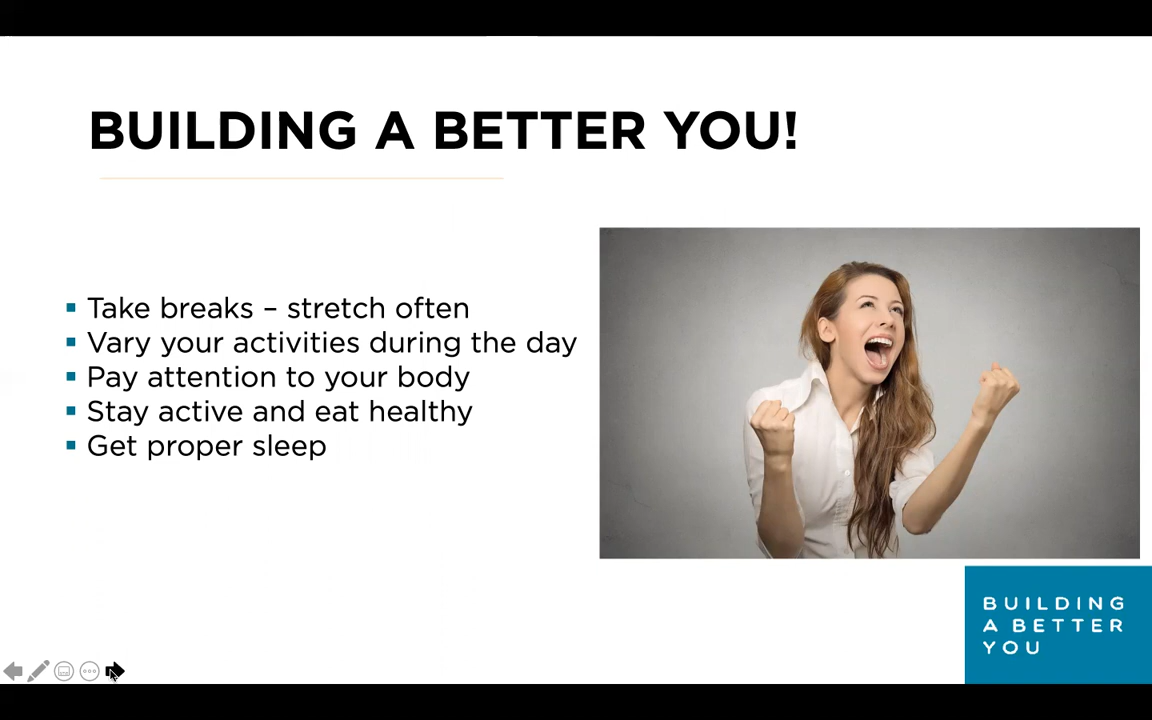 BUILDING A BETTER YOU!
Take breaks – stretch often
Vary your activities during the day
Pay attention to your body
Stay active and eat healthy
Get proper sleep
BUILDING
A BETTER
YOU